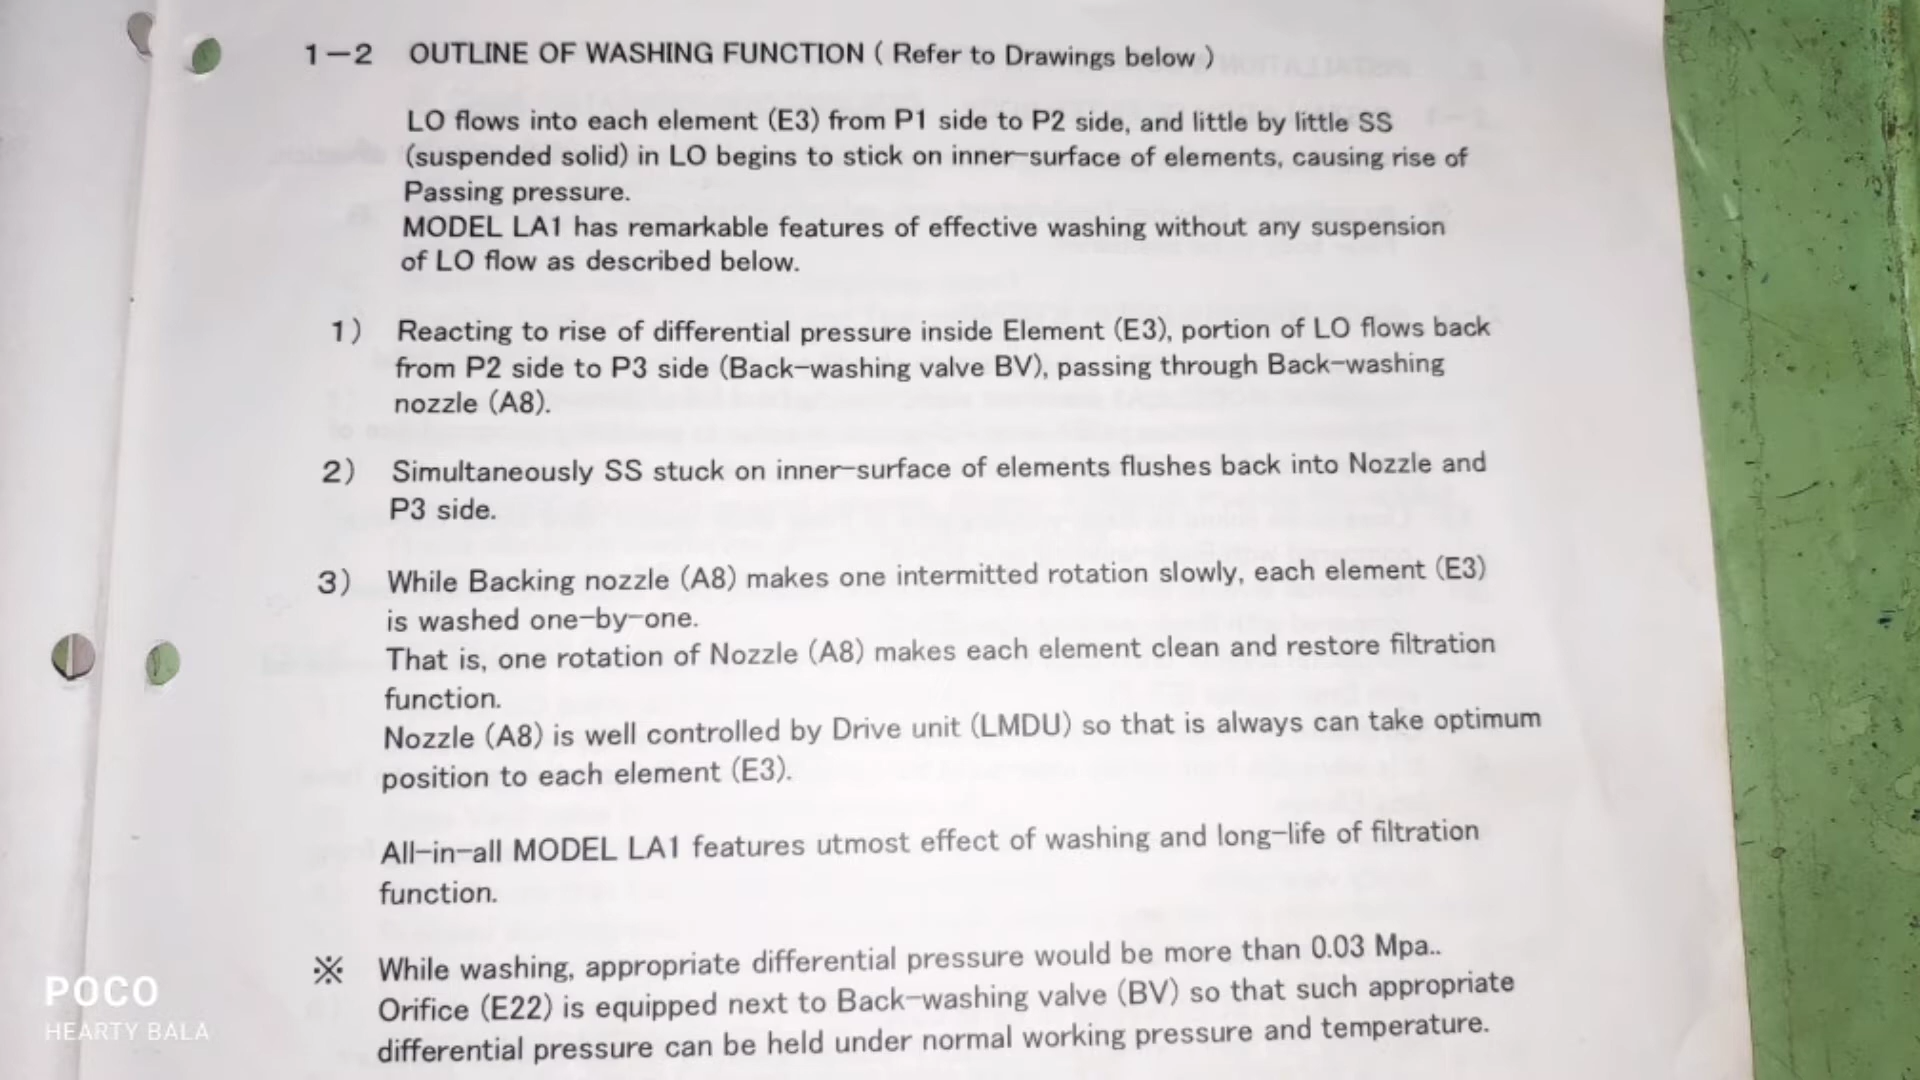 1-2 OUTLINE OF WASHING FUNCTION ( Refer to Drawings below )
LO flows into each element (E3) from P1 side to P2 side, and little by little SS
(suspended solid) in LO begins to stick on inner-surface of elements, causing rise of
Passing pressure.
MODEL LA1 has remarkable features of effective washing without any suspension
of LO flow as described below.
1) Reacting to rise of differential pressure inside Element (E3), portion of LO flows back
from P2 side to P3 side (Back-washing valve BV), passing through Back-washing
nozzle (A8).
2) Simultaneously SS stuck on inner-surface of elements flushes back into Nozzle and
P3 side.
3) While Backing nozzle (A8) makes one intermitted rotation slowly, each element (E3)
is washed one-by-one.
That is, one rotation of Nozzle (A8) makes each element clean and restore filtration
function.
Nozzle (A8) is well controlled by Drive unit (LMDU) so that is always can take optimum
position to each element (E3).
All-in-all MODEL LA1 features utmost effect of washing and long-life of filtration
function.
※ While washing, appropriate differential pressure would be more than 0.03 Mpa..
Orifice (E22) is equipped next to Back-washing valve (BV) so that such appropriate
differential pressure can be held under normal working pressure and temperature.
POCO
HEARTY BALA